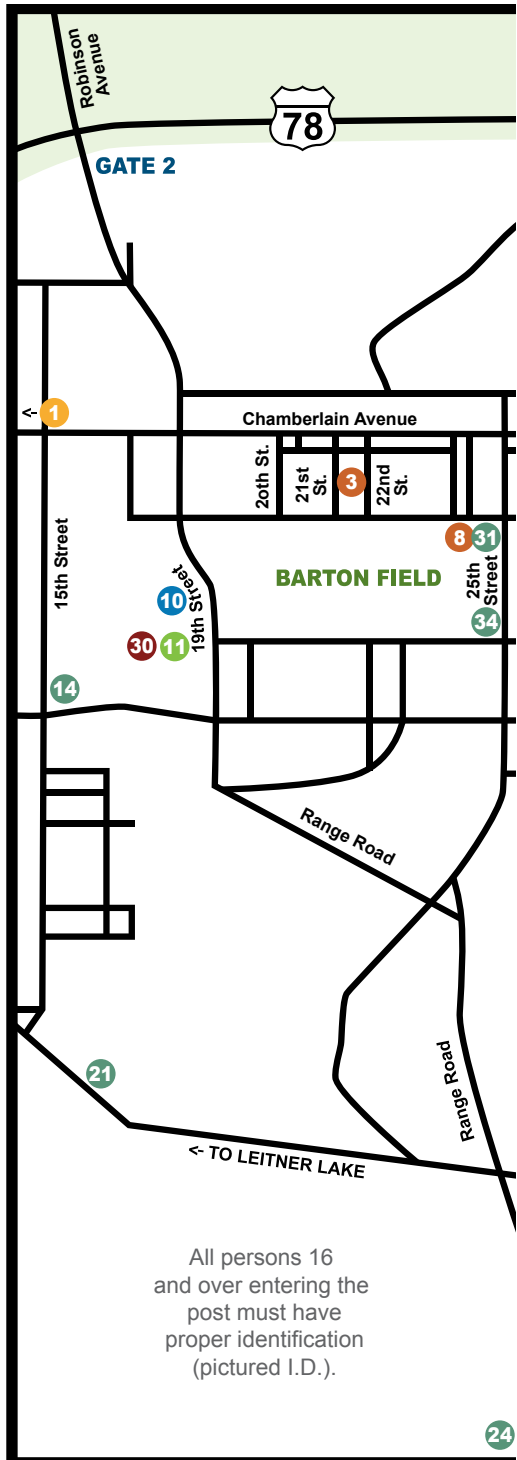 Robinson
Avenue
78
GATE 2
<- 1
Chamberlain Avenue
2oth St.
21st
St.
3
22nd
St.
15th Street
8
31
BARTON FIELD
25th
Street
10
19th Street
34
30
11
14
Range Road
21
Range Road
<- TO LEITNER LAKE
All persons 16
and over entering the
post must have
proper identification
(pictured I.D.).
24